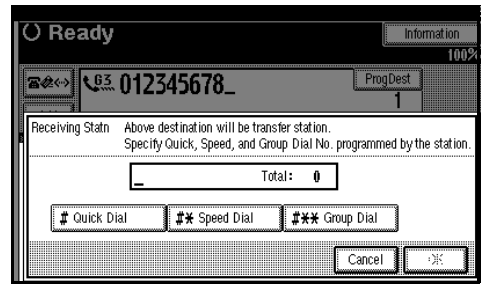 Ready
Information
100%
G3 012345678_
ProgDest
1
Receiving Statn Above destination will be transfer station.
Specify Quick, Speed, and Group Dial No. programmed by the station.
_ Total: 0
# Quick Dial #✱ Speed Dial #✱✱ Group Dial
Cancel